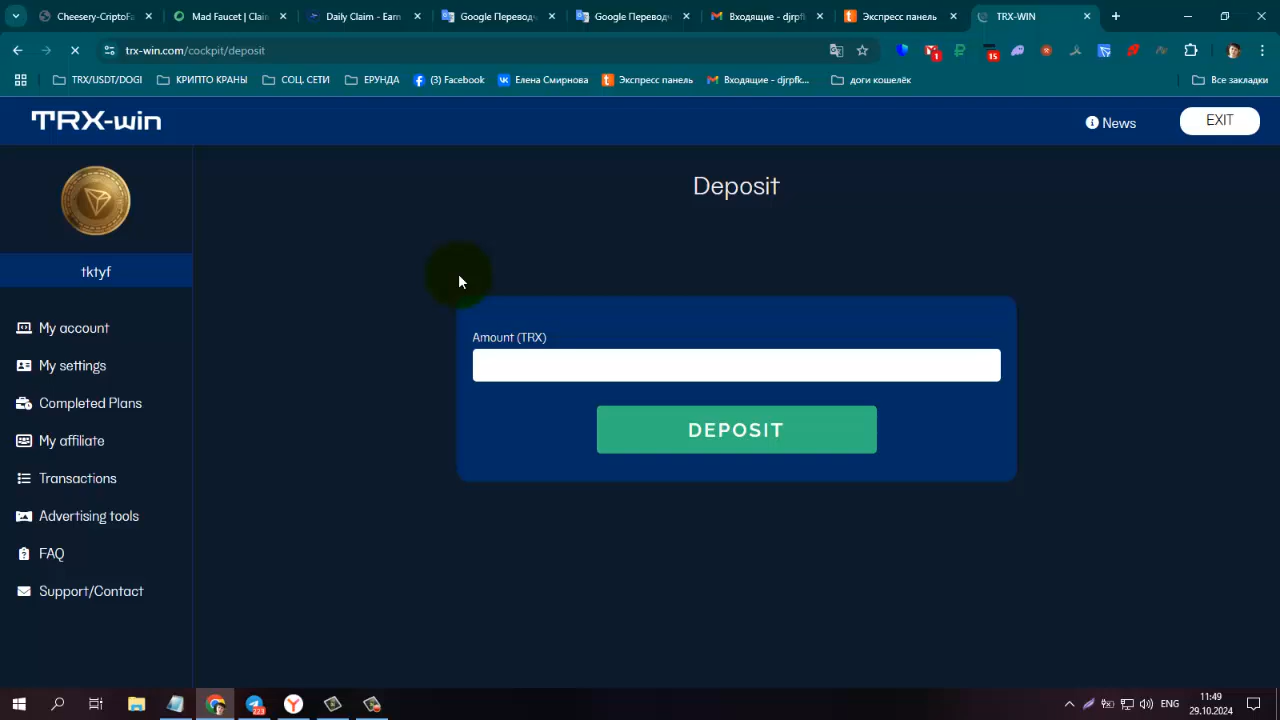 Cheesery-CriptoFa
Mad Faucet | Clai
Daily Claim - Earn
Google Перевод
Google Перевод
Входящие - djrpf
Экспресс панель
TRX-WIN
trx-win.com/cockpit/deposit
1
15
TRX/USDT/DOGI
КРИПТО КРАНЫ
СОЦ. СЕТИ
ЕРУНДА
(3) Facebook
Елена Смирнова
Экспресс панель
Входящие - djrpfk...
доги кошелёк
Все закладки
TRX-win
News
EXIT
Deposit
tktyf
My account
My settings
Completed Plans
My affiliate
Transactions
Advertising tools
FAQ
Support/Contact
Amount (TRX)
DEPOSIT
223
ENG
11:49
29.10.2024